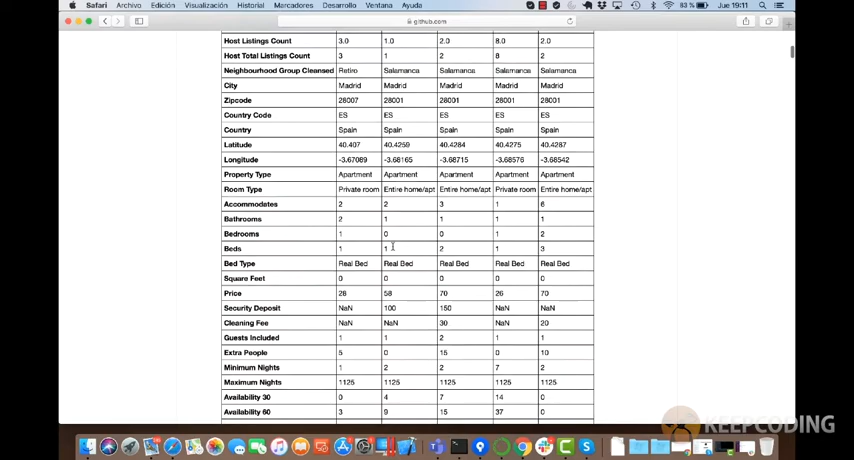 Safari Archivo Edición Visualización Historial Marcadores Desarrollo Ventana Ayuda 83 % Jue 19:11
github.com
Host Listings Count 3.0 1.0 2.0 8.0 2.0
Host Total Listings Count 3 1 2 8 2
Neighbourhood Group Cleansed Retiro Salamanca Salamanca Salamanca Salamanca
City Madrid Madrid Madrid Madrid Madrid
Zipcode 28007 28001 28001 28001 28001
Country Code ES ES ES ES ES
Country Spain Spain Spain Spain Spain
Latitude 40.407 40.4259 40.4284 40.4275 40.4287
Longitude -3.67089 -3.68165 -3.68715 -3.68576 -3.68542
Property Type Apartment Apartment Apartment Apartment Apartment
Room Type Private room Entire home/apt Entire home/apt Private room Entire home/apt
Accommodates 2 2 3 1 6
Bathrooms 2 1 1 1 1
Bedrooms 1 0 0 1 2
Beds 1 1 2 1 3
Bed Type Real Bed Real Bed Real Bed Real Bed Real Bed
Square Feet 0 0 0 0 0
Price 28 58 70 26 70
Security Deposit NaN 100 150 NaN NaN
Cleaning Fee NaN NaN 30 NaN 20
Guests Included 1 1 2 1 1
Extra People 5 0 15 0 10
Minimum Nights 1 2 2 7 2
Maximum Nights 1125 1125 1125 1125 1125
Availability 30 0 4 7 14 0
Availability 60 3 9 15 37 0
KEEPCODING